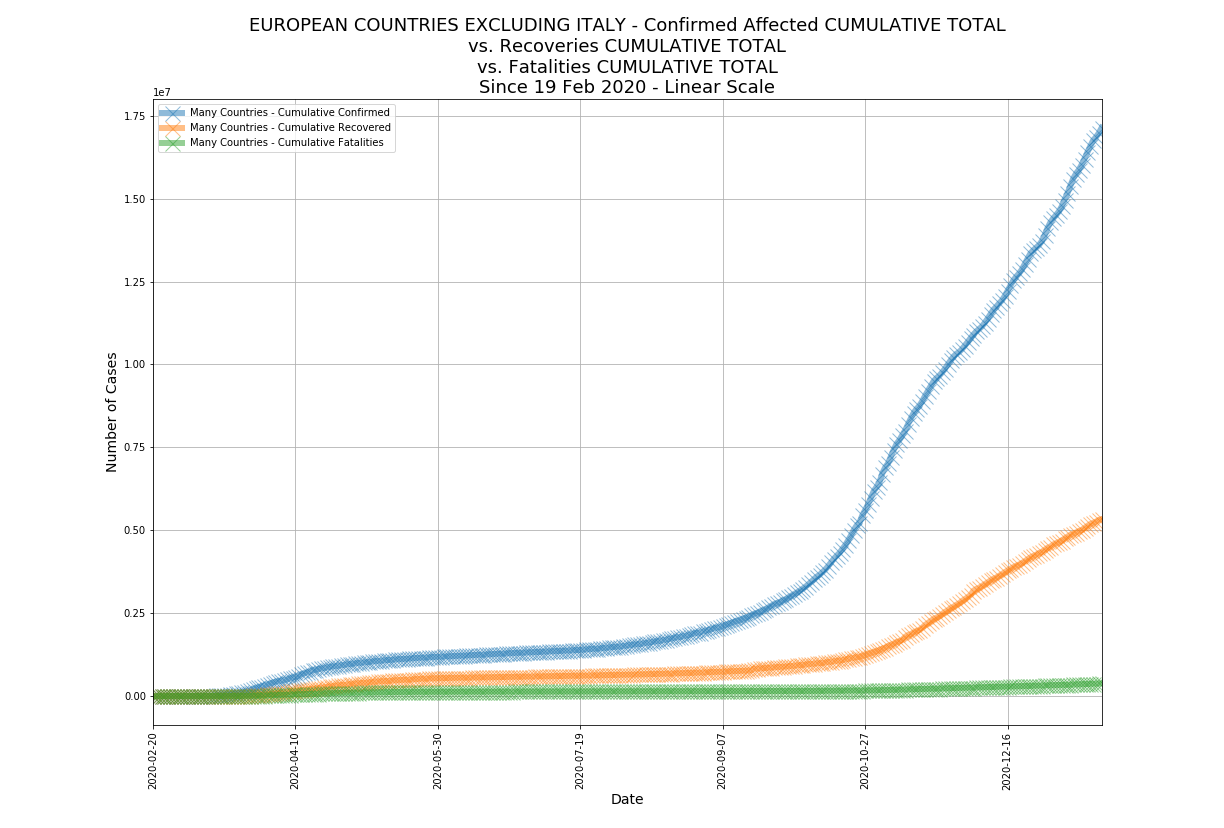 EUROPEAN COUNTRIES EXCLUDING ITALY - Confirmed Affected CUMULATIVE TOTAL
vs. Recoveries CUMULATIVE TOTAL
vs. Fatalities CUMULATIVE TOTAL
Since 19 Feb 2020 - Linear Scale
1e7
Many Countries - Cumulative Confirmed
Many Countries - Cumulative Recovered
Many Countries - Cumulative Fatalities
1.75
1.50
1.25
1.00
0.75
0.50
0.25
0.00
Number of Cases
2020-02-20
2020-04-10
2020-05-30
2020-07-19
2020-09-07
2020-10-27
2020-12-16
Date